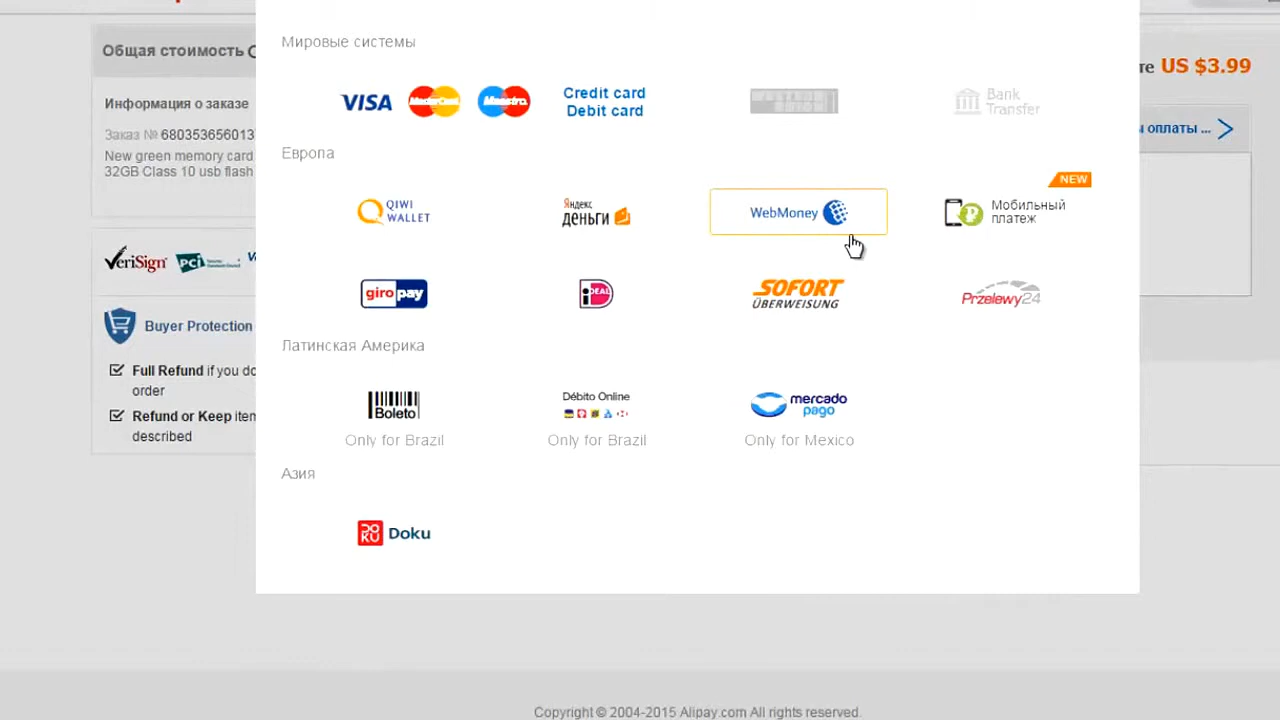 Мировые системы
Общая стоимость
US $3.99
VISA
MasterCard
Maestro
Credit card
Debit card
Bank
Transfer
Информация о заказе
Заказ № 680353656013
New green memory card
32GB Class 10 usb flash
ы оплаты ...
Европа
NEW
QIWI
WALLET
Яндекс
деньги
WebMoney
Мобильный
платеж
VeriSign
PCI
giropay
iDEAL
SOFORT
ÜBERWEISUNG
Przelewy24
Buyer Protection
Латинская Америка
Full Refund if you do
order
Refund or Keep item
described
Boleto
Débito Online
mercado
pago
Only for Brazil
Only for Brazil
Only for Mexico
Азия
DOKU
Doku
Copyright © 2004-2015 Alipay.com All rights reserved.